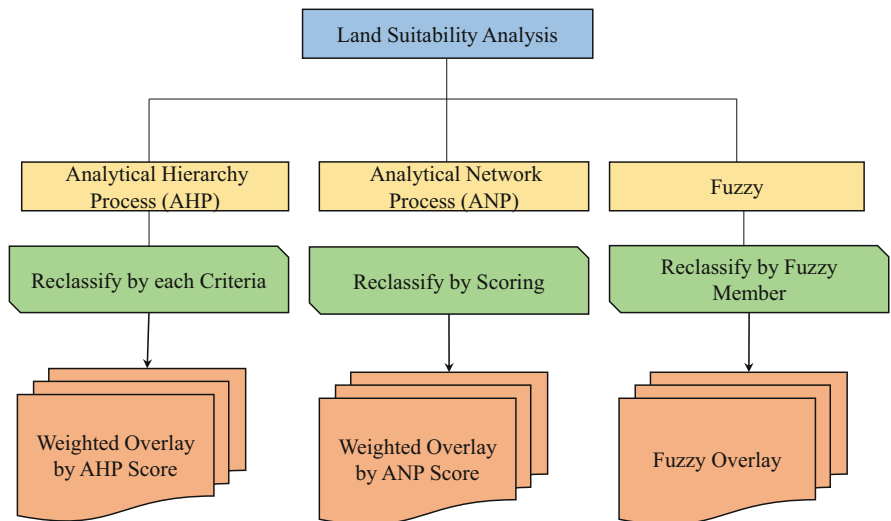 Land Suitability Analysis
Analytical Hierarchy
Process (AHP)
Analytical Network
Process (ANP)
Fuzzy
Reclassify by each Criteria
Reclassify by Scoring
Reclassify by Fuzzy
Member
Weighted Overlay
by AHP Score
Weighted Overlay
by ANP Score
Fuzzy Overlay